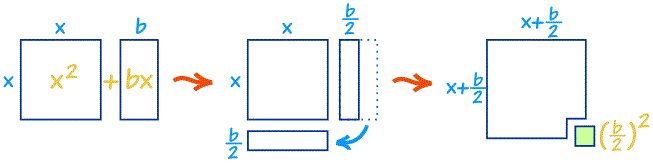 x b
x x² + bx
x b/2
x
b/2
x+b/2
x+b/2
(b/2)²